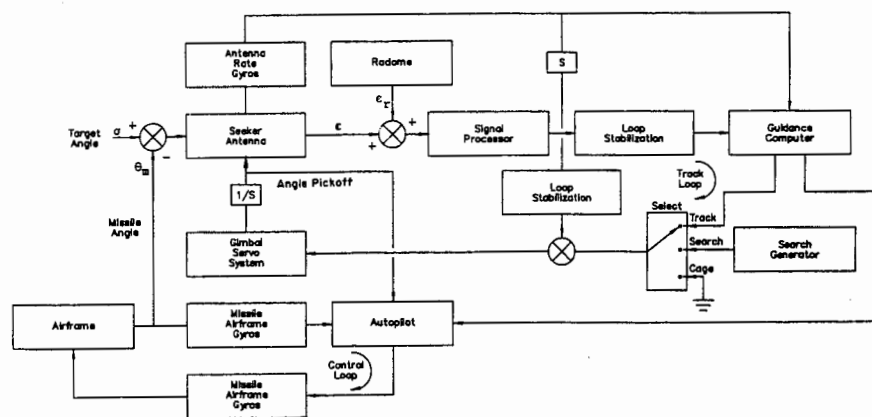 Antenna
Rate
Gyros
Radome
S
εr
Target
Angle
σ
+
−
Seeker
Antenna
ε
+
+
Signal
Processor
Loop
Stabilization
Guidance
Computer
θm
Angle Pickoff
1/S
Loop
Stabilization
Track
Loop
Missile
Angle
Select
Track
Search
Cage
Gimbal
Servo
System
Search
Generator
Airframe
Missile
Airframe
Gyros
Autopilot
Control
Loop
Missile
Airframe
Gyros